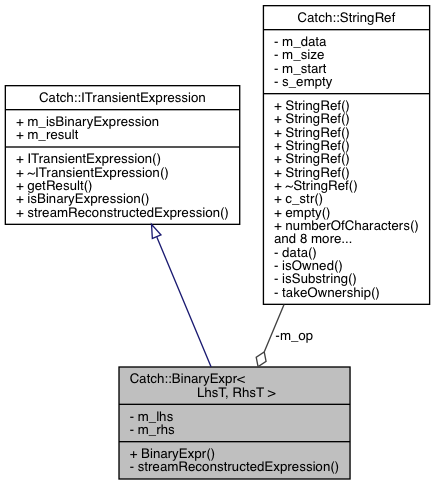 Catch::StringRef
- m_data
- m_size
- m_start
- s_empty
+ StringRef()
+ StringRef()
+ StringRef()
+ StringRef()
+ StringRef()
+ StringRef()
+ ~StringRef()
+ c_str()
+ empty()
+ numberOfCharacters()
and 8 more...
- data()
- isOwned()
- isSubstring()
- takeOwnership()
Catch::ITransientExpression
+ m_isBinaryExpression
+ m_result
+ ITransientExpression()
+ ~ITransientExpression()
+ getResult()
+ isBinaryExpression()
+ streamReconstructedExpression()
-m_op
Catch::BinaryExpr<
LhsT, RhsT >
- m_lhs
- m_rhs
+ BinaryExpr()
- streamReconstructedExpression()